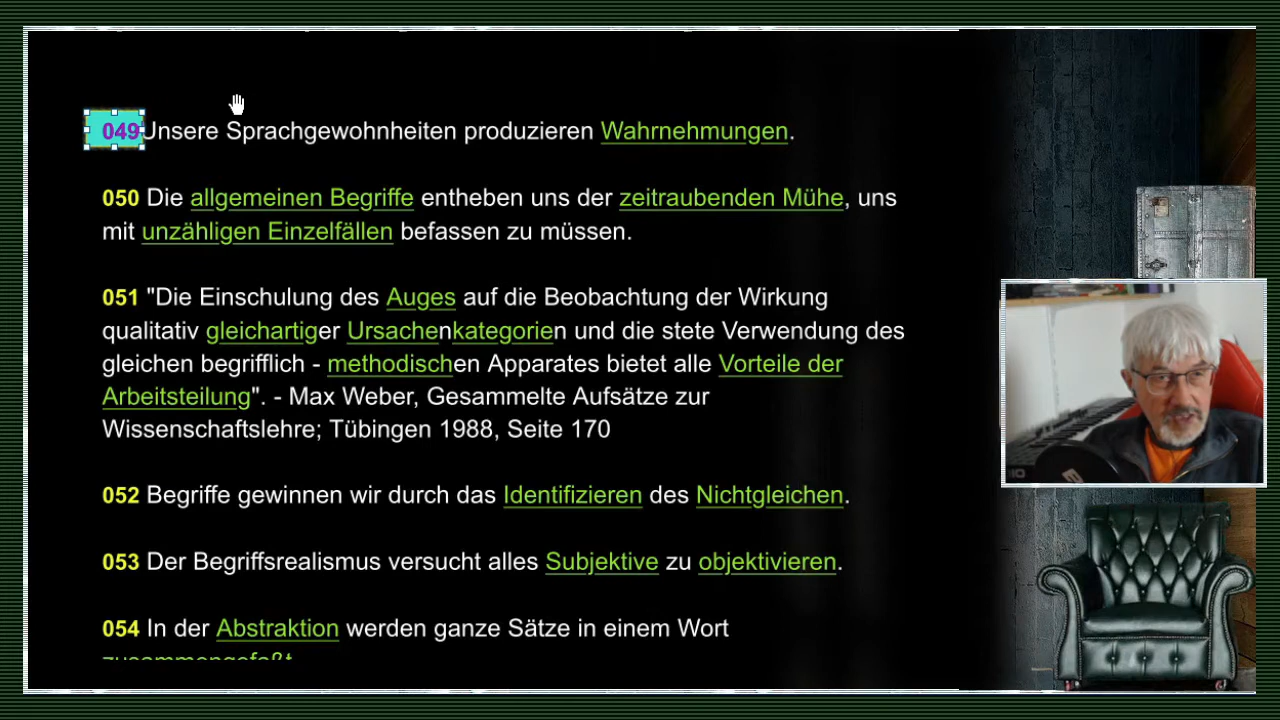 049 Unsere Sprachgewohnheiten produzieren Wahrnehmungen.
050 Die allgemeinen Begriffe entheben uns der zeitraubenden Mühe, uns
mit unzähligen Einzelfällen befassen zu müssen.
051 "Die Einschulung des Auges auf die Beobachtung der Wirkung
qualitativ gleichartiger Ursachenkategorien und die stete Verwendung des
gleichen begrifflich - methodischen Apparates bietet alle Vorteile der
Arbeitsteilung". - Max Weber, Gesammelte Aufsätze zur
Wissenschaftslehre; Tübingen 1988, Seite 170
052 Begriffe gewinnen wir durch das Identifizieren des Nichtgleichen.
053 Der Begriffsrealismus versucht alles Subjektive zu objektivieren.
054 In der Abstraktion werden ganze Sätze in einem Wort
zusammengefaßt